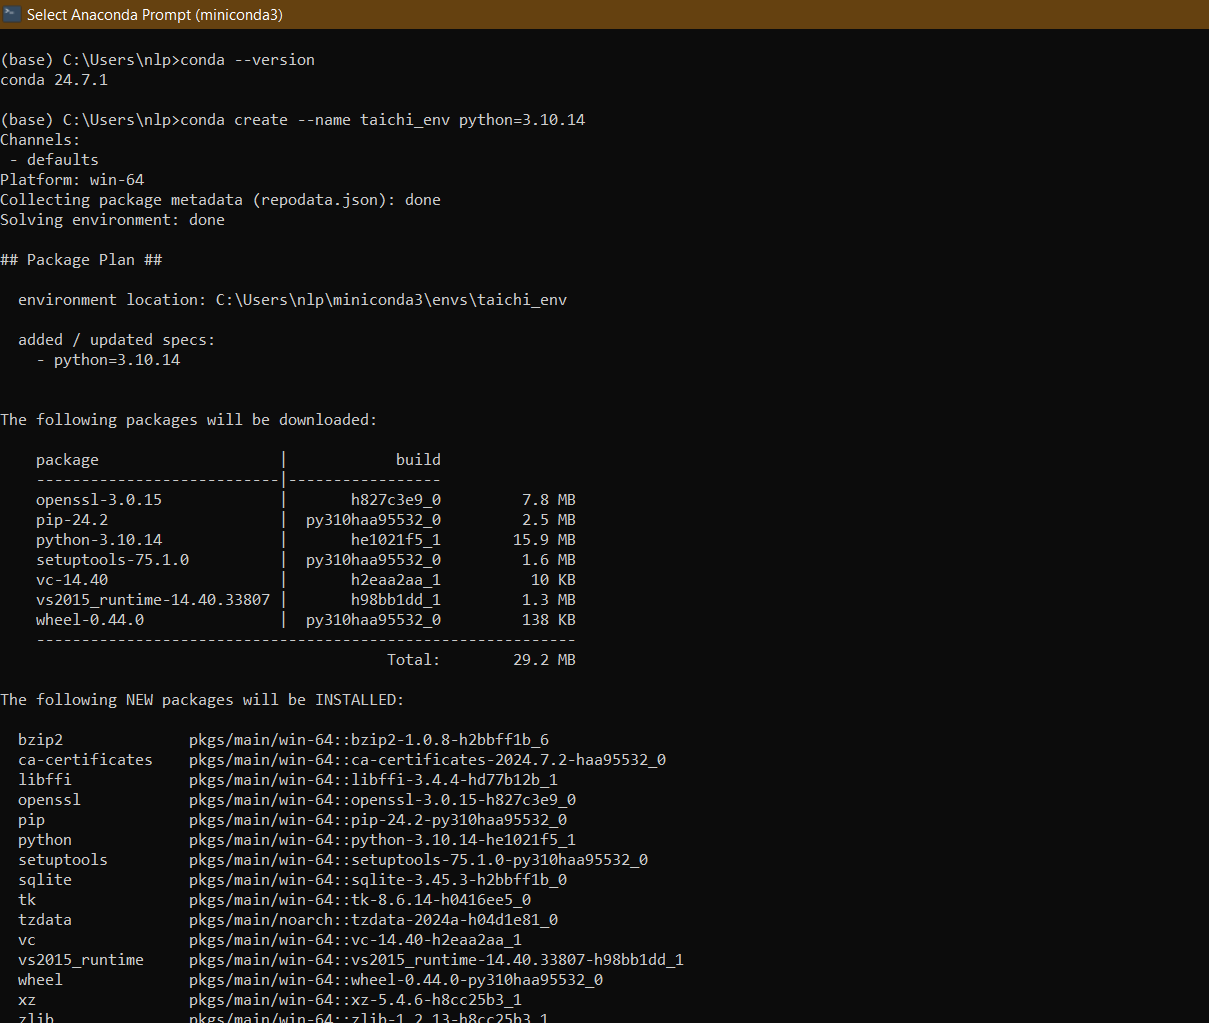 Select Anaconda Prompt (miniconda3)
(base) C:\Users\nlp>conda --version
conda 24.7.1
(base) C:\Users\nlp>conda create --name taichi_env python=3.10.14
Channels:
 - defaults
Platform: win-64
Collecting package metadata (repodata.json): done
Solving environment: done
## Package Plan ##
  environment location: C:\Users\nlp\miniconda3\envs\taichi_env
  added / updated specs:
    - python=3.10.14
The following packages will be downloaded:
    package                    |            build
    ---------------------------|-----------------
    openssl-3.0.15             |       h827c3e9_0         7.8 MB
    pip-24.2                   |  py310haa95532_0         2.5 MB
    python-3.10.14             |       he1021f5_1        15.9 MB
    setuptools-75.1.0          |  py310haa95532_0         1.6 MB
    vc-14.40                   |       h2eaa2aa_1          10 KB
    vs2015_runtime-14.40.33807 |       h98bb1dd_1         1.3 MB
    wheel-0.44.0               |  py310haa95532_0         138 KB
    ------------------------------------------------------------
                                           Total:        29.2 MB
The following NEW packages will be INSTALLED:
  bzip2              pkgs/main/win-64::bzip2-1.0.8-h2bbff1b_6
  ca-certificates    pkgs/main/win-64::ca-certificates-2024.7.2-haa95532_0
  libffi             pkgs/main/win-64::libffi-3.4.4-hd77b12b_1
  openssl            pkgs/main/win-64::openssl-3.0.15-h827c3e9_0
  pip                pkgs/main/win-64::pip-24.2-py310haa95532_0
  python             pkgs/main/win-64::python-3.10.14-he1021f5_1
  setuptools         pkgs/main/win-64::setuptools-75.1.0-py310haa95532_0
  sqlite             pkgs/main/win-64::sqlite-3.45.3-h2bbff1b_0
  tk                 pkgs/main/win-64::tk-8.6.14-h0416ee5_0
  tzdata             pkgs/main/noarch::tzdata-2024a-h04d1e81_0
  vc                 pkgs/main/win-64::vc-14.40-h2eaa2aa_1
  vs2015_runtime     pkgs/main/win-64::vs2015_runtime-14.40.33807-h98bb1dd_1
  wheel              pkgs/main/win-64::wheel-0.44.0-py310haa95532_0
  xz                 pkgs/main/win-64::xz-5.4.6-h8cc25b3_1
  zlib               pkgs/main/win-64::zlib-1.2.13-h8cc25b3_1